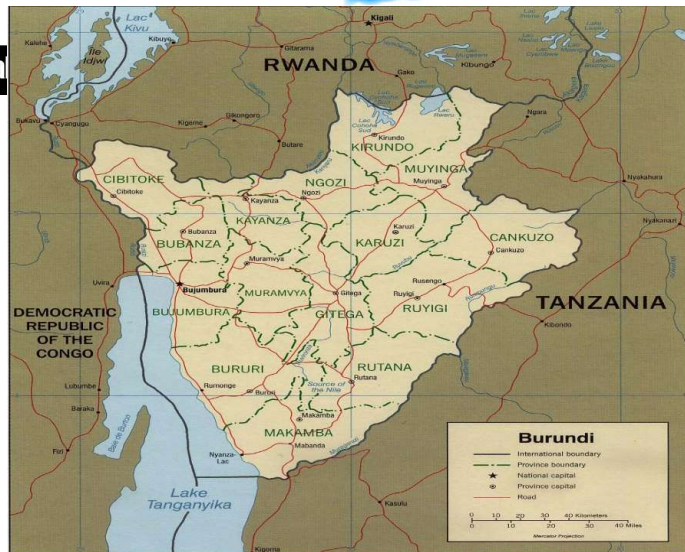 Lac
Kivu
Kigali
Kalehe
Kibuye
Île
Idjwi
Gitarama
RWANDA
Kibungo
Gako
Bukavu
Cyangugu
Kigeme
Gikongoro
Butare
Ngara
Lac
Cohoha
Sud
Lac
Rweru
Kirundo
KIRUNDO
MUYINGA
Muyinga
Nyakahura
Nyakanazi
CIBITOKE
Cibitoke
NGOZI
Ngozi
Kayanza
KAYANZA
BUBANZA
Bubanza
KARUZI
Karuzi
CANKUZO
Cankuzo
Muramvya
MURAMVYA
Uvira
Bujumbura
BUJUMBURA
Gitega
GITEGA
Rusengo
Ruyigi
RUYIGI
TANZANIA
Kibondo
DEMOCRATIC
REPUBLIC
OF THE
CONGO
BURURI
Bururi
Rumonge
RUTANA
Rutana
Source of the
Nile
Lubumbe
Baraka
Fizi
Baie de Burton
Makamba
MAKAMBA
Mabanda
Nyanza-
Lac
Lake
Tanganyika
Kasulu
Kigoma
Burundi
International boundary
Province boundary
National capital
Province capital
Road
0 10 20 30 40 Kilometers
0 10 20 30 40 Miles
Mercator Projection